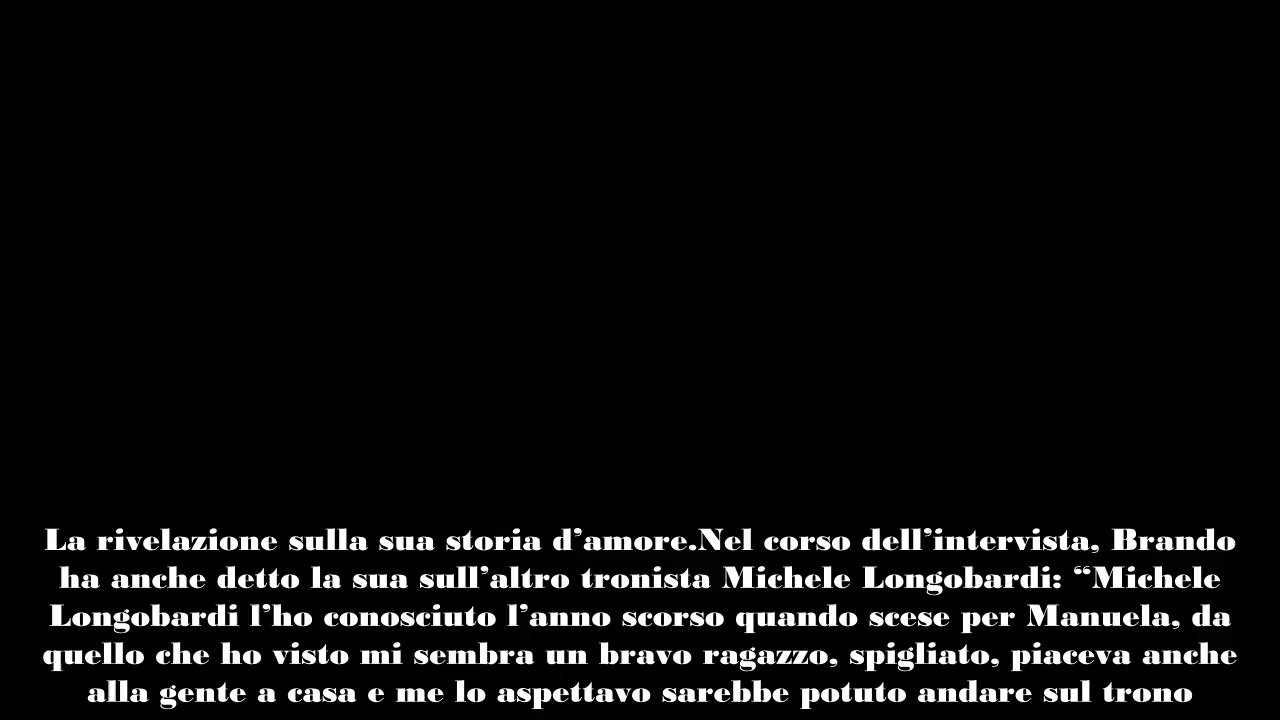 La rivelazione sulla sua storia d’amore.Nel corso dell’intervista, Brando
ha anche detto la sua sull’altro tronista Michele Longobardi: “Michele
Longobardi l’ho conosciuto l’anno scorso quando scese per Manuela, da
quello che ho visto mi sembra un bravo ragazzo, spigliato, piaceva anche
alla gente a casa e me lo aspettavo sarebbe potuto andare sul trono